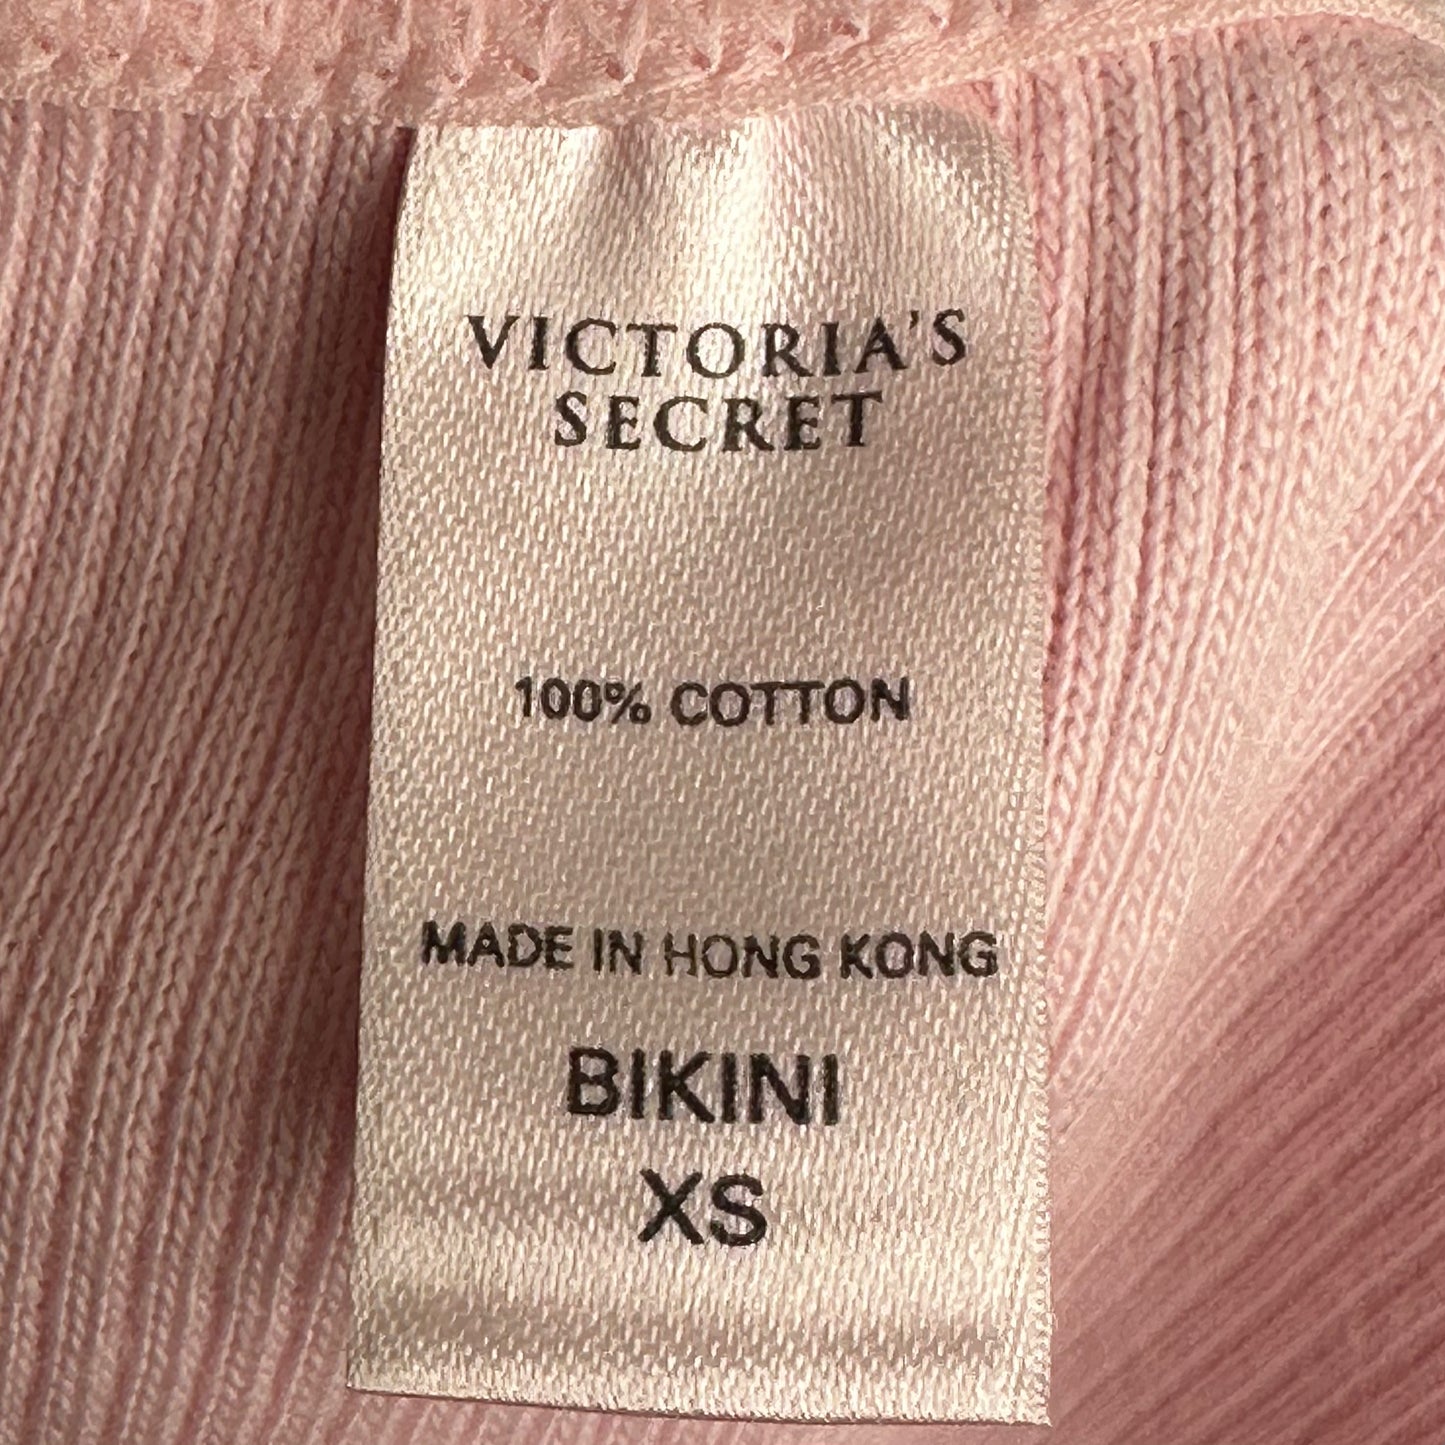 VICTORIA'S
SECRET
100% COTTON
MADE IN HONG KONG
BIKINI
XS